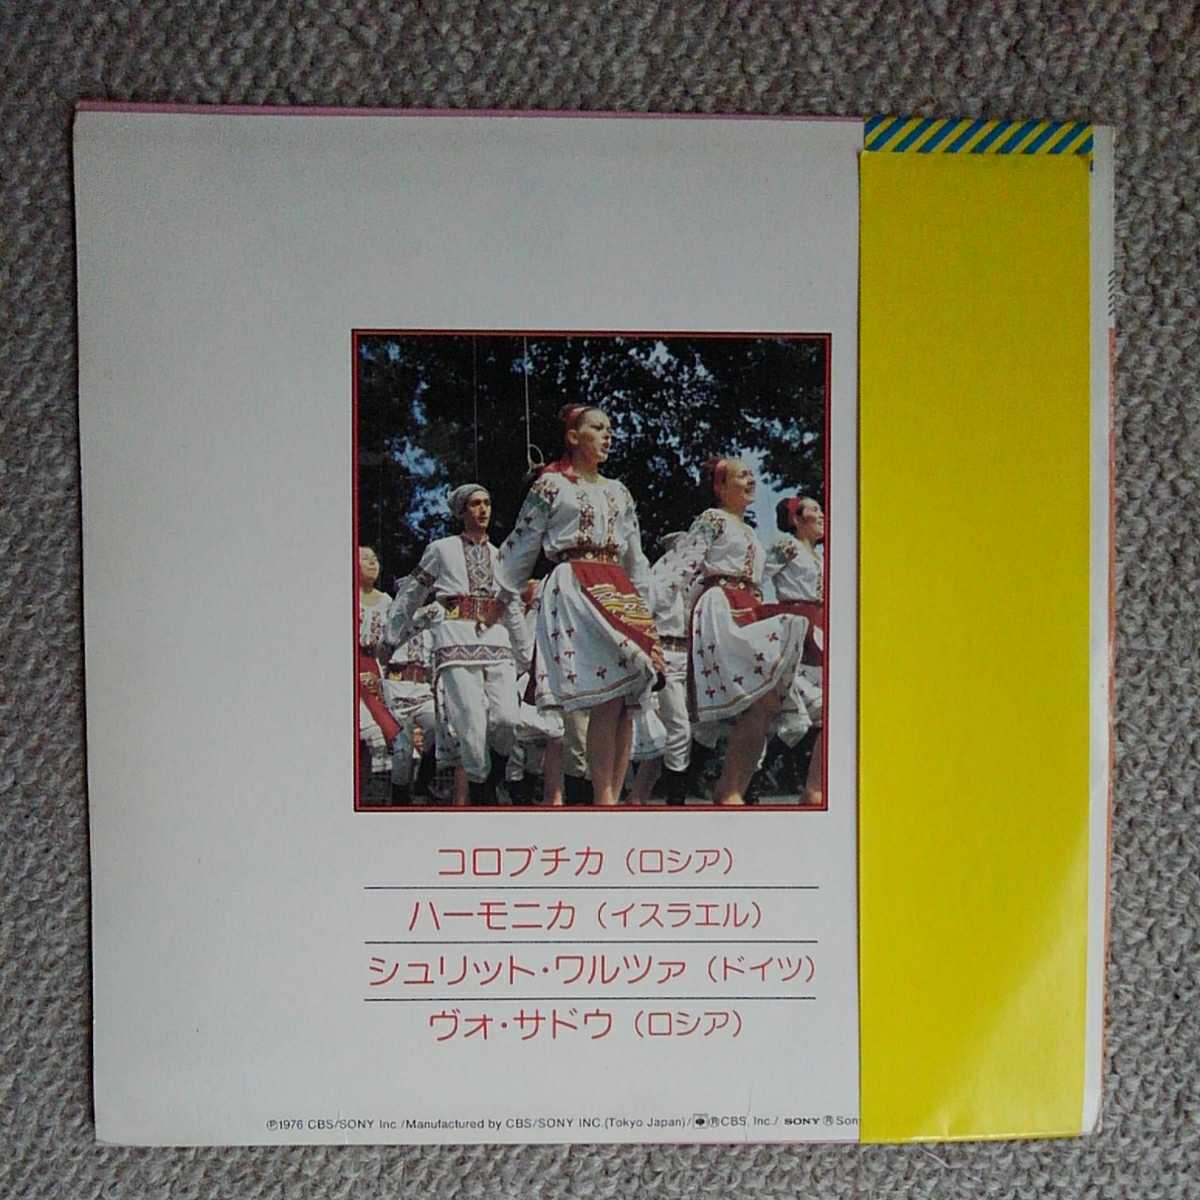 コロブチカ（ロシア）
ハーモニカ（イスラエル）
シュリット・ワルツァ（ドイツ）
ヴォ・サドウ（ロシア）
Ⓟ1976 CBS/SONY Inc./Manufactured by CBS/SONY INC.(Tokyo Japan)/ ®CBS. Inc./ SONY ®Sony